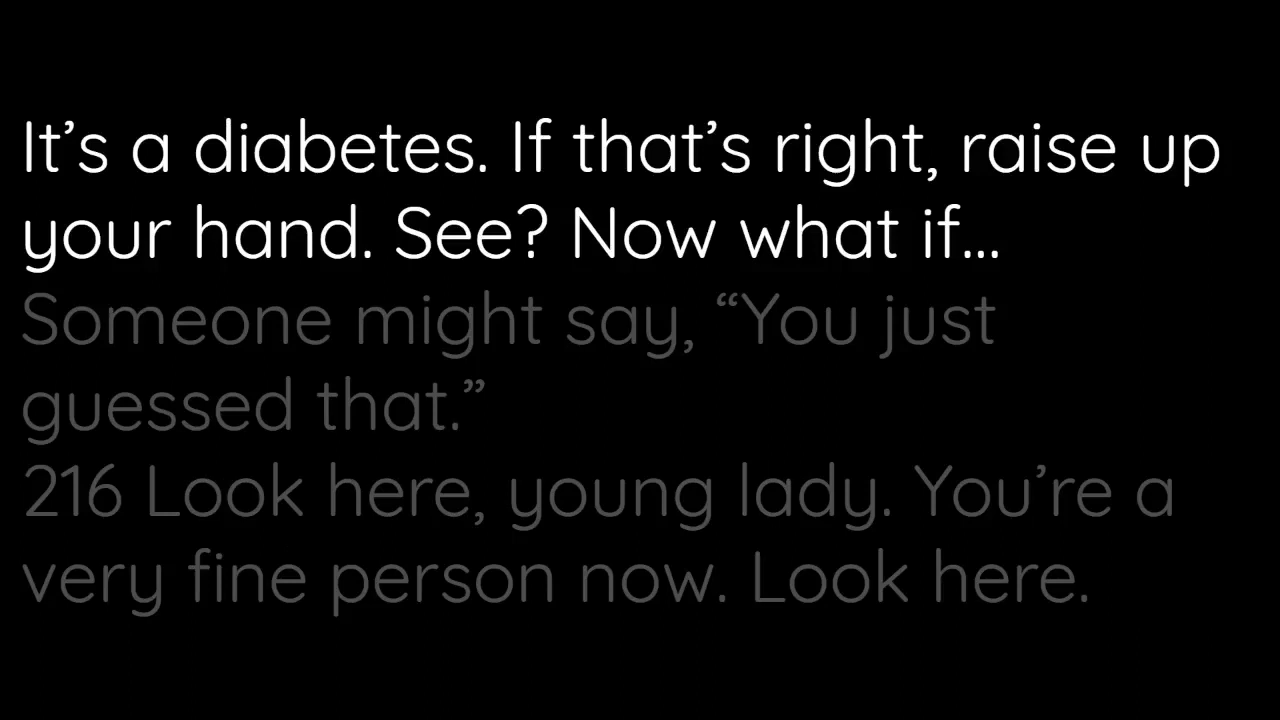 It’s a diabetes. If that’s right, raise up
your hand. See? Now what if...
Someone might say, “You just
guessed that.”
216 Look here, young lady. You’re a
very fine person now. Look here.